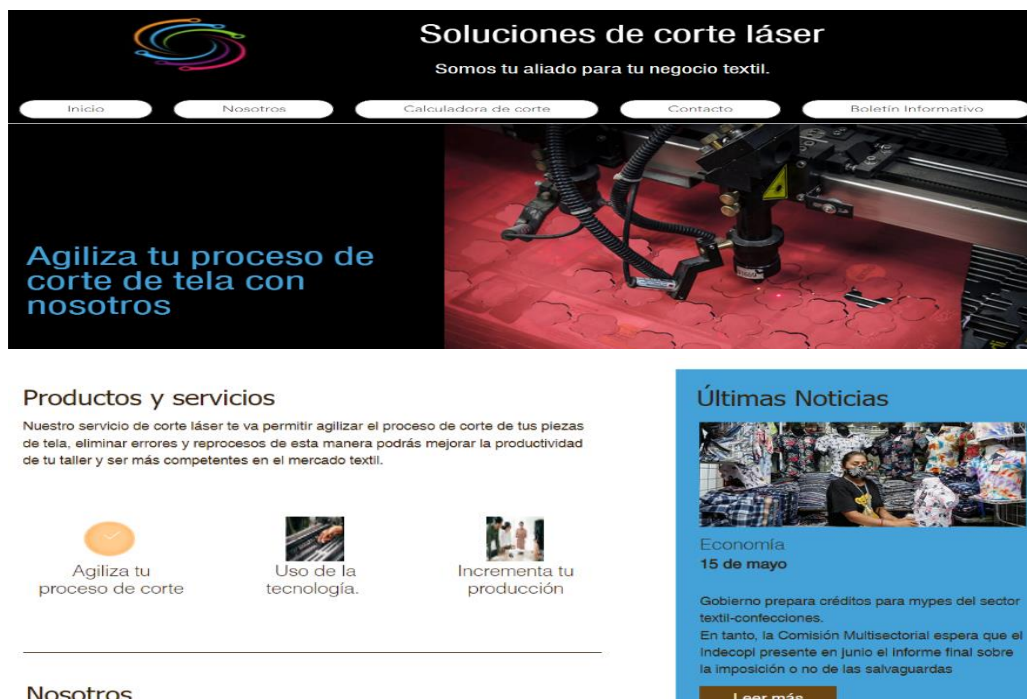 Soluciones de corte láser
Somos tu aliado para tu negocio textil.
Inicio
Nosotros
Calculadora de corte
Contacto
Boletín Informativo
Agiliza tu proceso de
corte de tela con
nosotros
Productos y servicios
Nuestro servicio de corte láser te va permitir agilizar el proceso de corte de tus piezas
de tela, eliminar errores y reprocesos de esta manera podrás mejorar la productividad
de tu taller y ser más competentes en el mercado textil.
Agiliza tu
proceso de corte
Uso de la
tecnología.
Incrementa tu
producción
Nosotros
Últimas Noticias
Economía
15 de mayo
Gobierno prepara créditos para mypes del sector
textil-confecciones.
En tanto, la Comisión Multisectorial espera que el
Indecopi presente en junio el informe final sobre
la imposición o no de las salvaguardas
Leer más